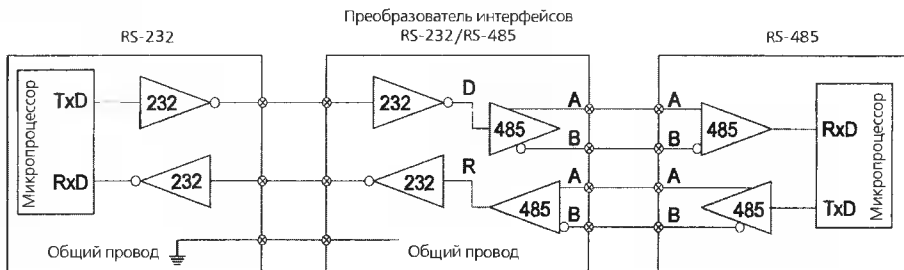 Преобразователь интерфейсов
RS-232
RS-232/RS-485
RS-485
Микропроцессор
TxD
RxD
232
232
Общий провод
232
232
D
R
485
485
A
B
A
B
Общий провод
A
B
A
B
485
485
RxD
TxD
Микропроцессор